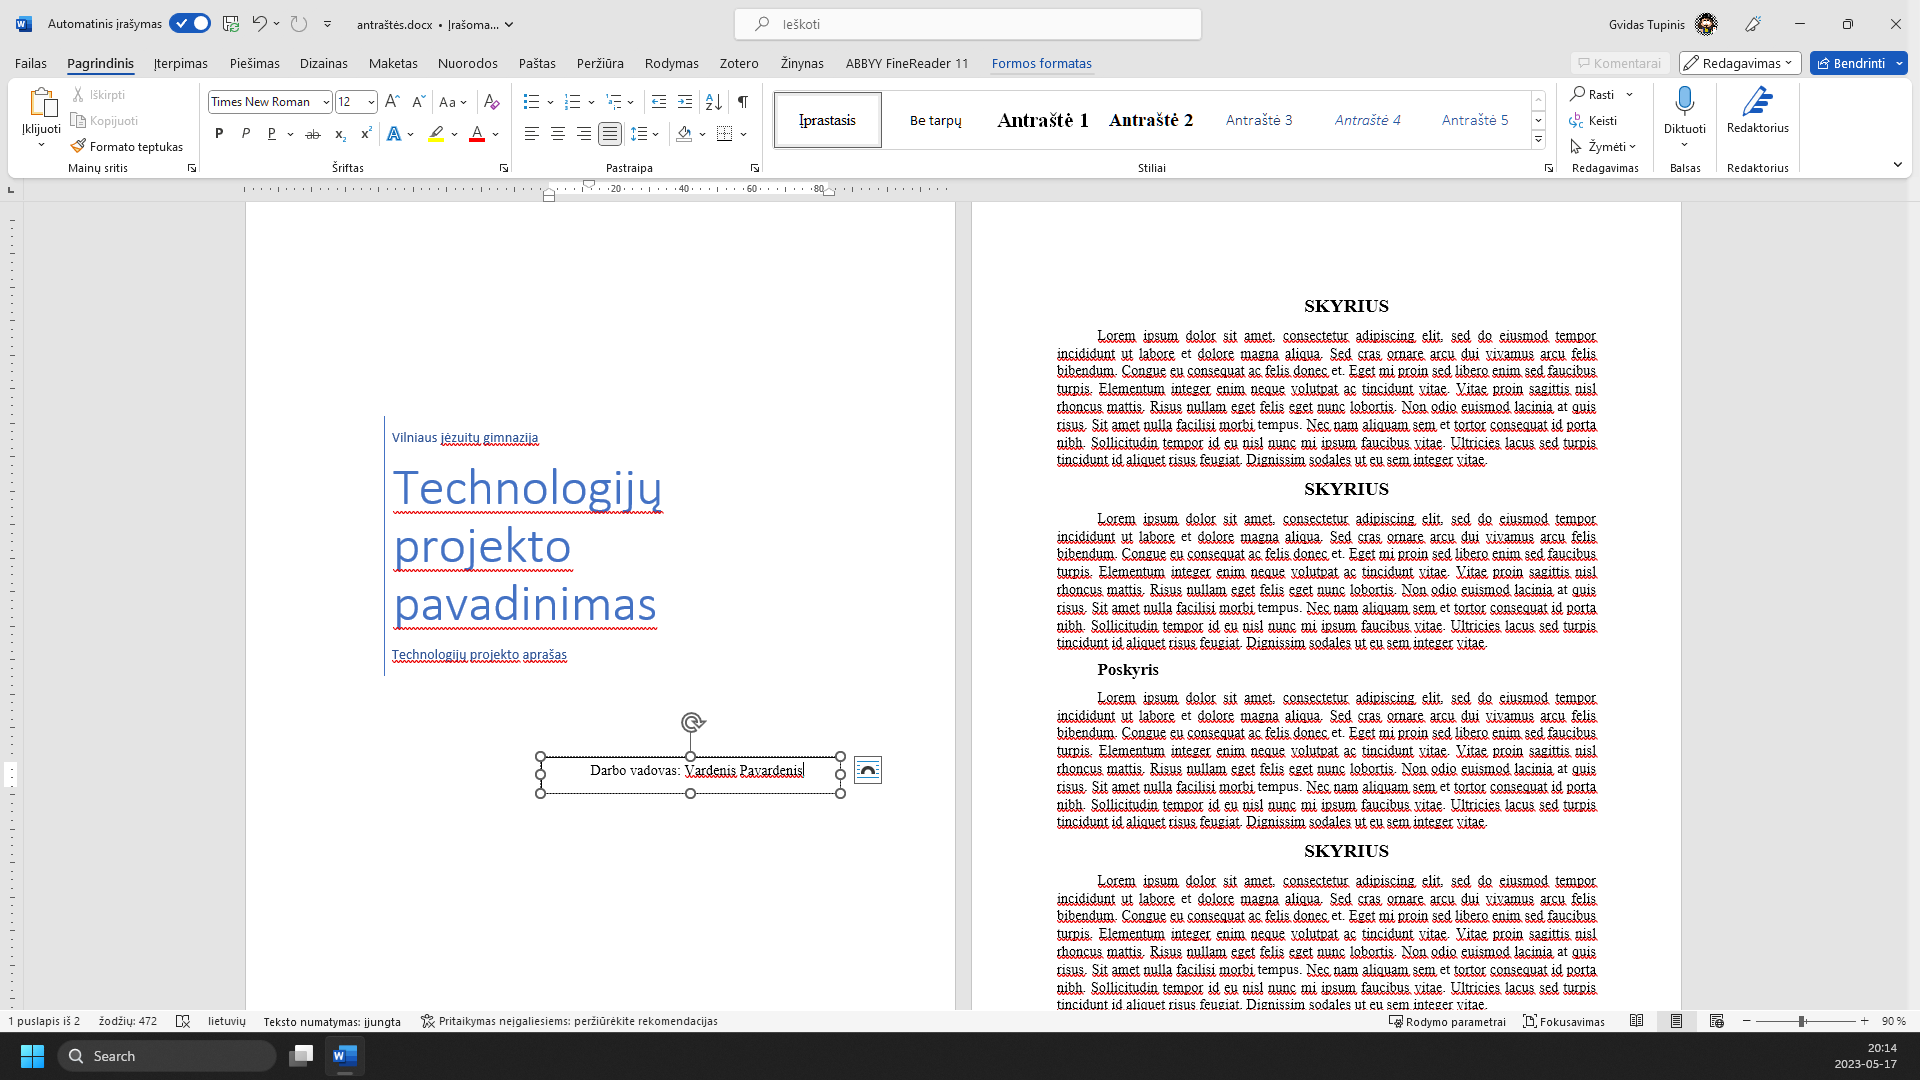 Automatinis įrašymas
antraštės.docx • Įrašoma...
Ieškoti
Gvidas Tupinis
Failas Pagrindinis Įterpimas Piešimas Dizainas Maketas Nuorodos Paštas Peržiūra Rodymas Zotero Žinynas ABBYY FineReader 11 Formos formatas
Komentarai Redagavimas Bendrinti
Įklijuoti
Iškirpti
Kopijuoti
Formato teptukas
Mainų sritis
Times New Roman 12
Šriftas
Pastraipa
Įprastasis Be tarpų Antraštė 1 Antraštė 2 Antraštė 3 Antraštė 4 Antraštė 5
Stiliai
Rasti
Keisti
Žymėti
Redagavimas
Diktuoti
Balsas
Redaktorius
Redaktorius
20 40 60 80
Vilniaus jėzuitų gimnazija
Technologijų
projekto
pavadinimas
Technologijų projekto aprašas
Darbo vadovas: Vardenis Pavardenis
SKYRIUS
Lorem ipsum dolor sit amet, consectetur adipiscing elit, sed do eiusmod tempor
incididunt ut labore et dolore magna aliqua. Sed cras ornare arcu dui vivamus arcu felis
bibendum. Congue eu consequat ac felis donec et. Eget mi proin sed libero enim sed faucibus
turpis. Elementum integer enim neque volutpat ac tincidunt vitae. Vitae proin sagittis nisl
rhoncus mattis. Risus nullam eget felis eget nunc lobortis. Non odio euismod lacinia at quis
risus. Sit amet nulla facilisi morbi tempus. Nec nam aliquam sem et tortor consequat id porta
nibh. Sollicitudin tempor id eu nisl nunc mi ipsum faucibus vitae. Ultricies lacus sed turpis
tincidunt id aliquet risus feugiat. Dignissim sodales ut eu sem integer vitae.
SKYRIUS
Lorem ipsum dolor sit amet, consectetur adipiscing elit, sed do eiusmod tempor
incididunt ut labore et dolore magna aliqua. Sed cras ornare arcu dui vivamus arcu felis
bibendum. Congue eu consequat ac felis donec et. Eget mi proin sed libero enim sed faucibus
turpis. Elementum integer enim neque volutpat ac tincidunt vitae. Vitae proin sagittis nisl
rhoncus mattis. Risus nullam eget felis eget nunc lobortis. Non odio euismod lacinia at quis
risus. Sit amet nulla facilisi morbi tempus. Nec nam aliquam sem et tortor consequat id porta
nibh. Sollicitudin tempor id eu nisl nunc mi ipsum faucibus vitae. Ultricies lacus sed turpis
tincidunt id aliquet risus feugiat. Dignissim sodales ut eu sem integer vitae.
Poskyris
Lorem ipsum dolor sit amet, consectetur adipiscing elit, sed do eiusmod tempor
incididunt ut labore et dolore magna aliqua. Sed cras ornare arcu dui vivamus arcu felis
bibendum. Congue eu consequat ac felis donec et. Eget mi proin sed libero enim sed faucibus
turpis. Elementum integer enim neque volutpat ac tincidunt vitae. Vitae proin sagittis nisl
rhoncus mattis. Risus nullam eget felis eget nunc lobortis. Non odio euismod lacinia at quis
risus. Sit amet nulla facilisi morbi tempus. Nec nam aliquam sem et tortor consequat id porta
nibh. Sollicitudin tempor id eu nisl nunc mi ipsum faucibus vitae. Ultricies lacus sed turpis
tincidunt id aliquet risus feugiat. Dignissim sodales ut eu sem integer vitae.
SKYRIUS
Lorem ipsum dolor sit amet, consectetur adipiscing elit, sed do eiusmod tempor
incididunt ut labore et dolore magna aliqua. Sed cras ornare arcu dui vivamus arcu felis
bibendum. Congue eu consequat ac felis donec et. Eget mi proin sed libero enim sed faucibus
turpis. Elementum integer enim neque volutpat ac tincidunt vitae. Vitae proin sagittis nisl
rhoncus mattis. Risus nullam eget felis eget nunc lobortis. Non odio euismod lacinia at quis
risus. Sit amet nulla facilisi morbi tempus. Nec nam aliquam sem et tortor consequat id porta
nibh. Sollicitudin tempor id eu nisl nunc mi ipsum faucibus vitae. Ultricies lacus sed turpis
tincidunt id aliquet risus feugiat. Dignissim sodales ut eu sem integer vitae.
1 puslapis iš 2 žodžių: 472 lietuvių Teksto numatymas: įjungta Pritaikymas neįgaliesiems: peržiūrėkite rekomendacijas Rodymo parametrai Fokusavimas 90 %
Search
20:14
2023-05-17